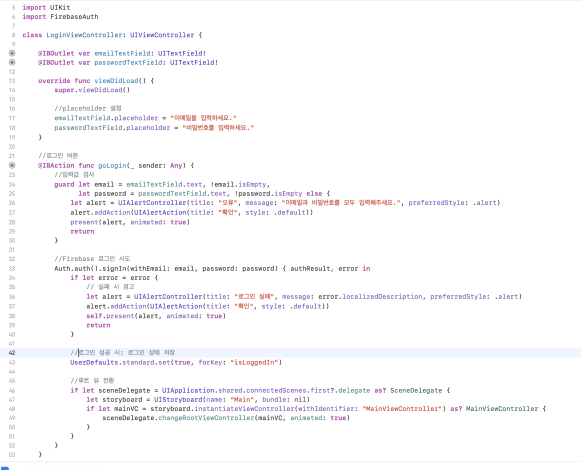 5 import UIKit
6 import FirebaseAuth
7
8 class LoginViewController: UIViewController {
9
@IBOutlet var emailTextField: UITextField!
@IBOutlet var passwordTextField: UITextField!
12
13 override func viewDidLoad() {
14 super.viewDidLoad()
15
16 //placeholder 설정
17 emailTextField.placeholder = "이메일을 입력하세요."
18 passwordTextField.placeholder = "비밀번호를 입력하세요."
19 }
20
21 //로그인 버튼
@IBAction func goLogin(_ sender: Any) {
23 //입력값 검사
24 guard let email = emailTextField.text, !email.isEmpty,
25 let password = passwordTextField.text, !password.isEmpty else {
26 let alert = UIAlertController(title: "오류", message: "이메일과 비밀번호를 모두 입력해주세요.", preferredStyle: .alert)
27 alert.addAction(UIAlertAction(title: "확인", style: .default))
28 present(alert, animated: true)
29 return
30 }
31
32 //Firebase 로그인 시도
33 Auth.auth().signIn(withEmail: email, password: password) { authResult, error in
34 if let error = error {
35 // 실패 시 경고
36 let alert = UIAlertController(title: "로그인 실패", message: error.localizedDescription, preferredStyle: .alert)
37 alert.addAction(UIAlertAction(title: "확인", style: .default))
38 self.present(alert, animated: true)
39 return
40 }
41
42 //로그인 성공 시: 로그인 상태 저장
43 UserDefaults.standard.set(true, forKey: "isLoggedIn")
44
45 //루트 뷰 전환
46 if let sceneDelegate = UIApplication.shared.connectedScenes.first?.delegate as? SceneDelegate {
47 let storyboard = UIStoryboard(name: "Main", bundle: nil)
48 if let mainVC = storyboard.instantiateViewController(withIdentifier: "MainViewController") as? MainViewController {
49 sceneDelegate.changeRootViewController(mainVC, animated: true)
50 }
51 }
52 }
53 }